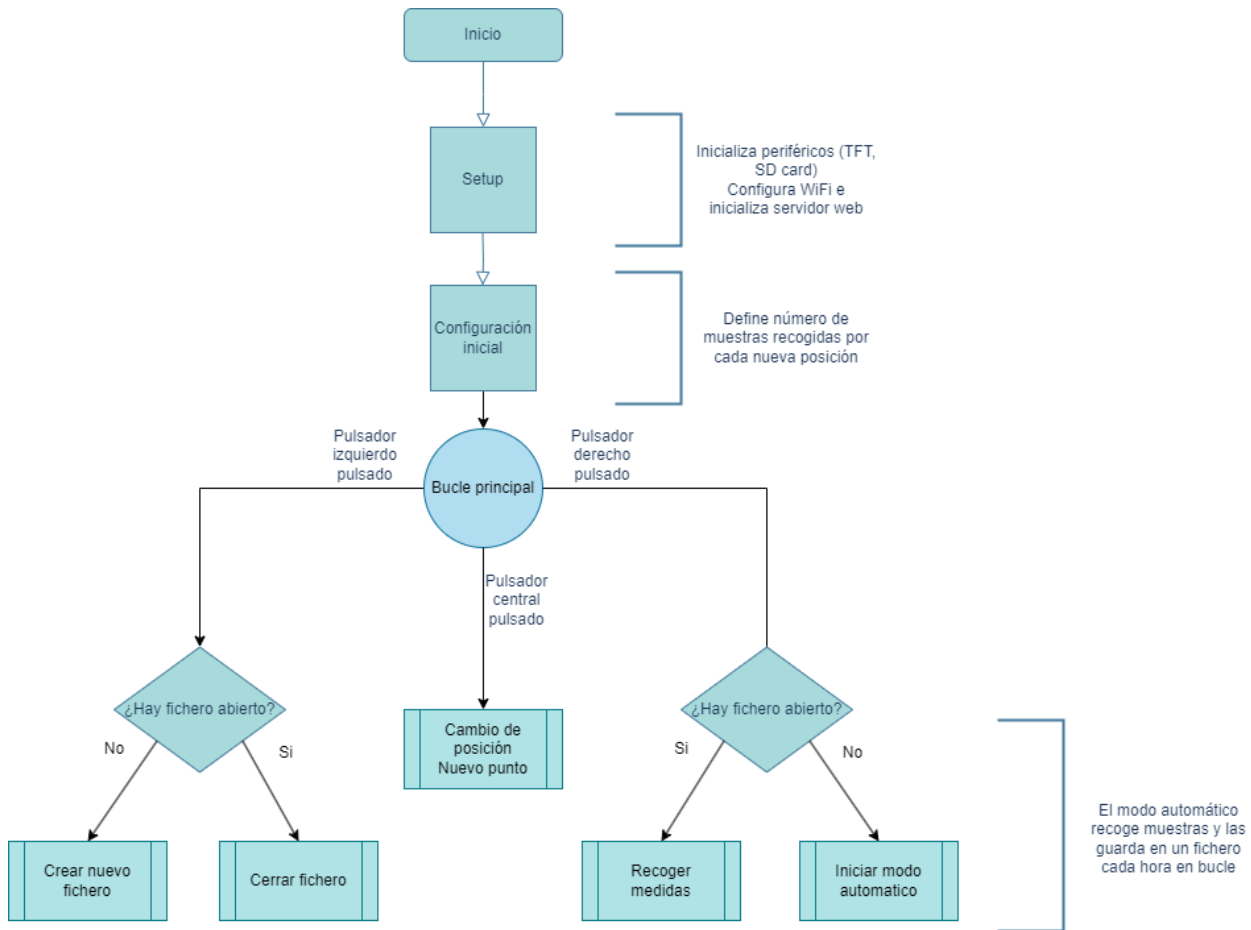 Inicio
Setup
Inicializa periféricos (TFT,
SD card)
Configura WiFi e
inicializa servidor web
Configuración
inicial
Define número de
muestras recogidas por
cada nueva posición
Pulsador
izquierdo
pulsado
Pulsador
derecho
pulsado
Bucle principal
Pulsador
central
pulsado
¿Hay fichero abierto?
No
Si
Cambio de
posición
Nuevo punto
¿Hay fichero abierto?
Si
No
Crear nuevo
fichero
Cerrar fichero
Recoger
medidas
Iniciar modo
automatico
El modo automático
recoge muestras y las
guarda en un fichero
cada hora en bucle